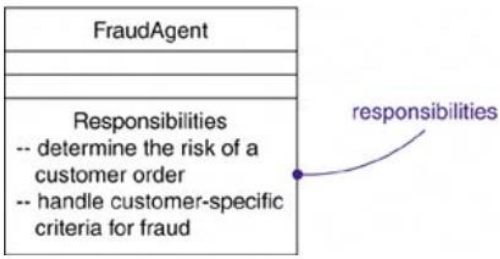 FraudAgent
Responsibilities
-- determine the risk of a
customer order
-- handle customer-specific
criteria for fraud
responsibilities